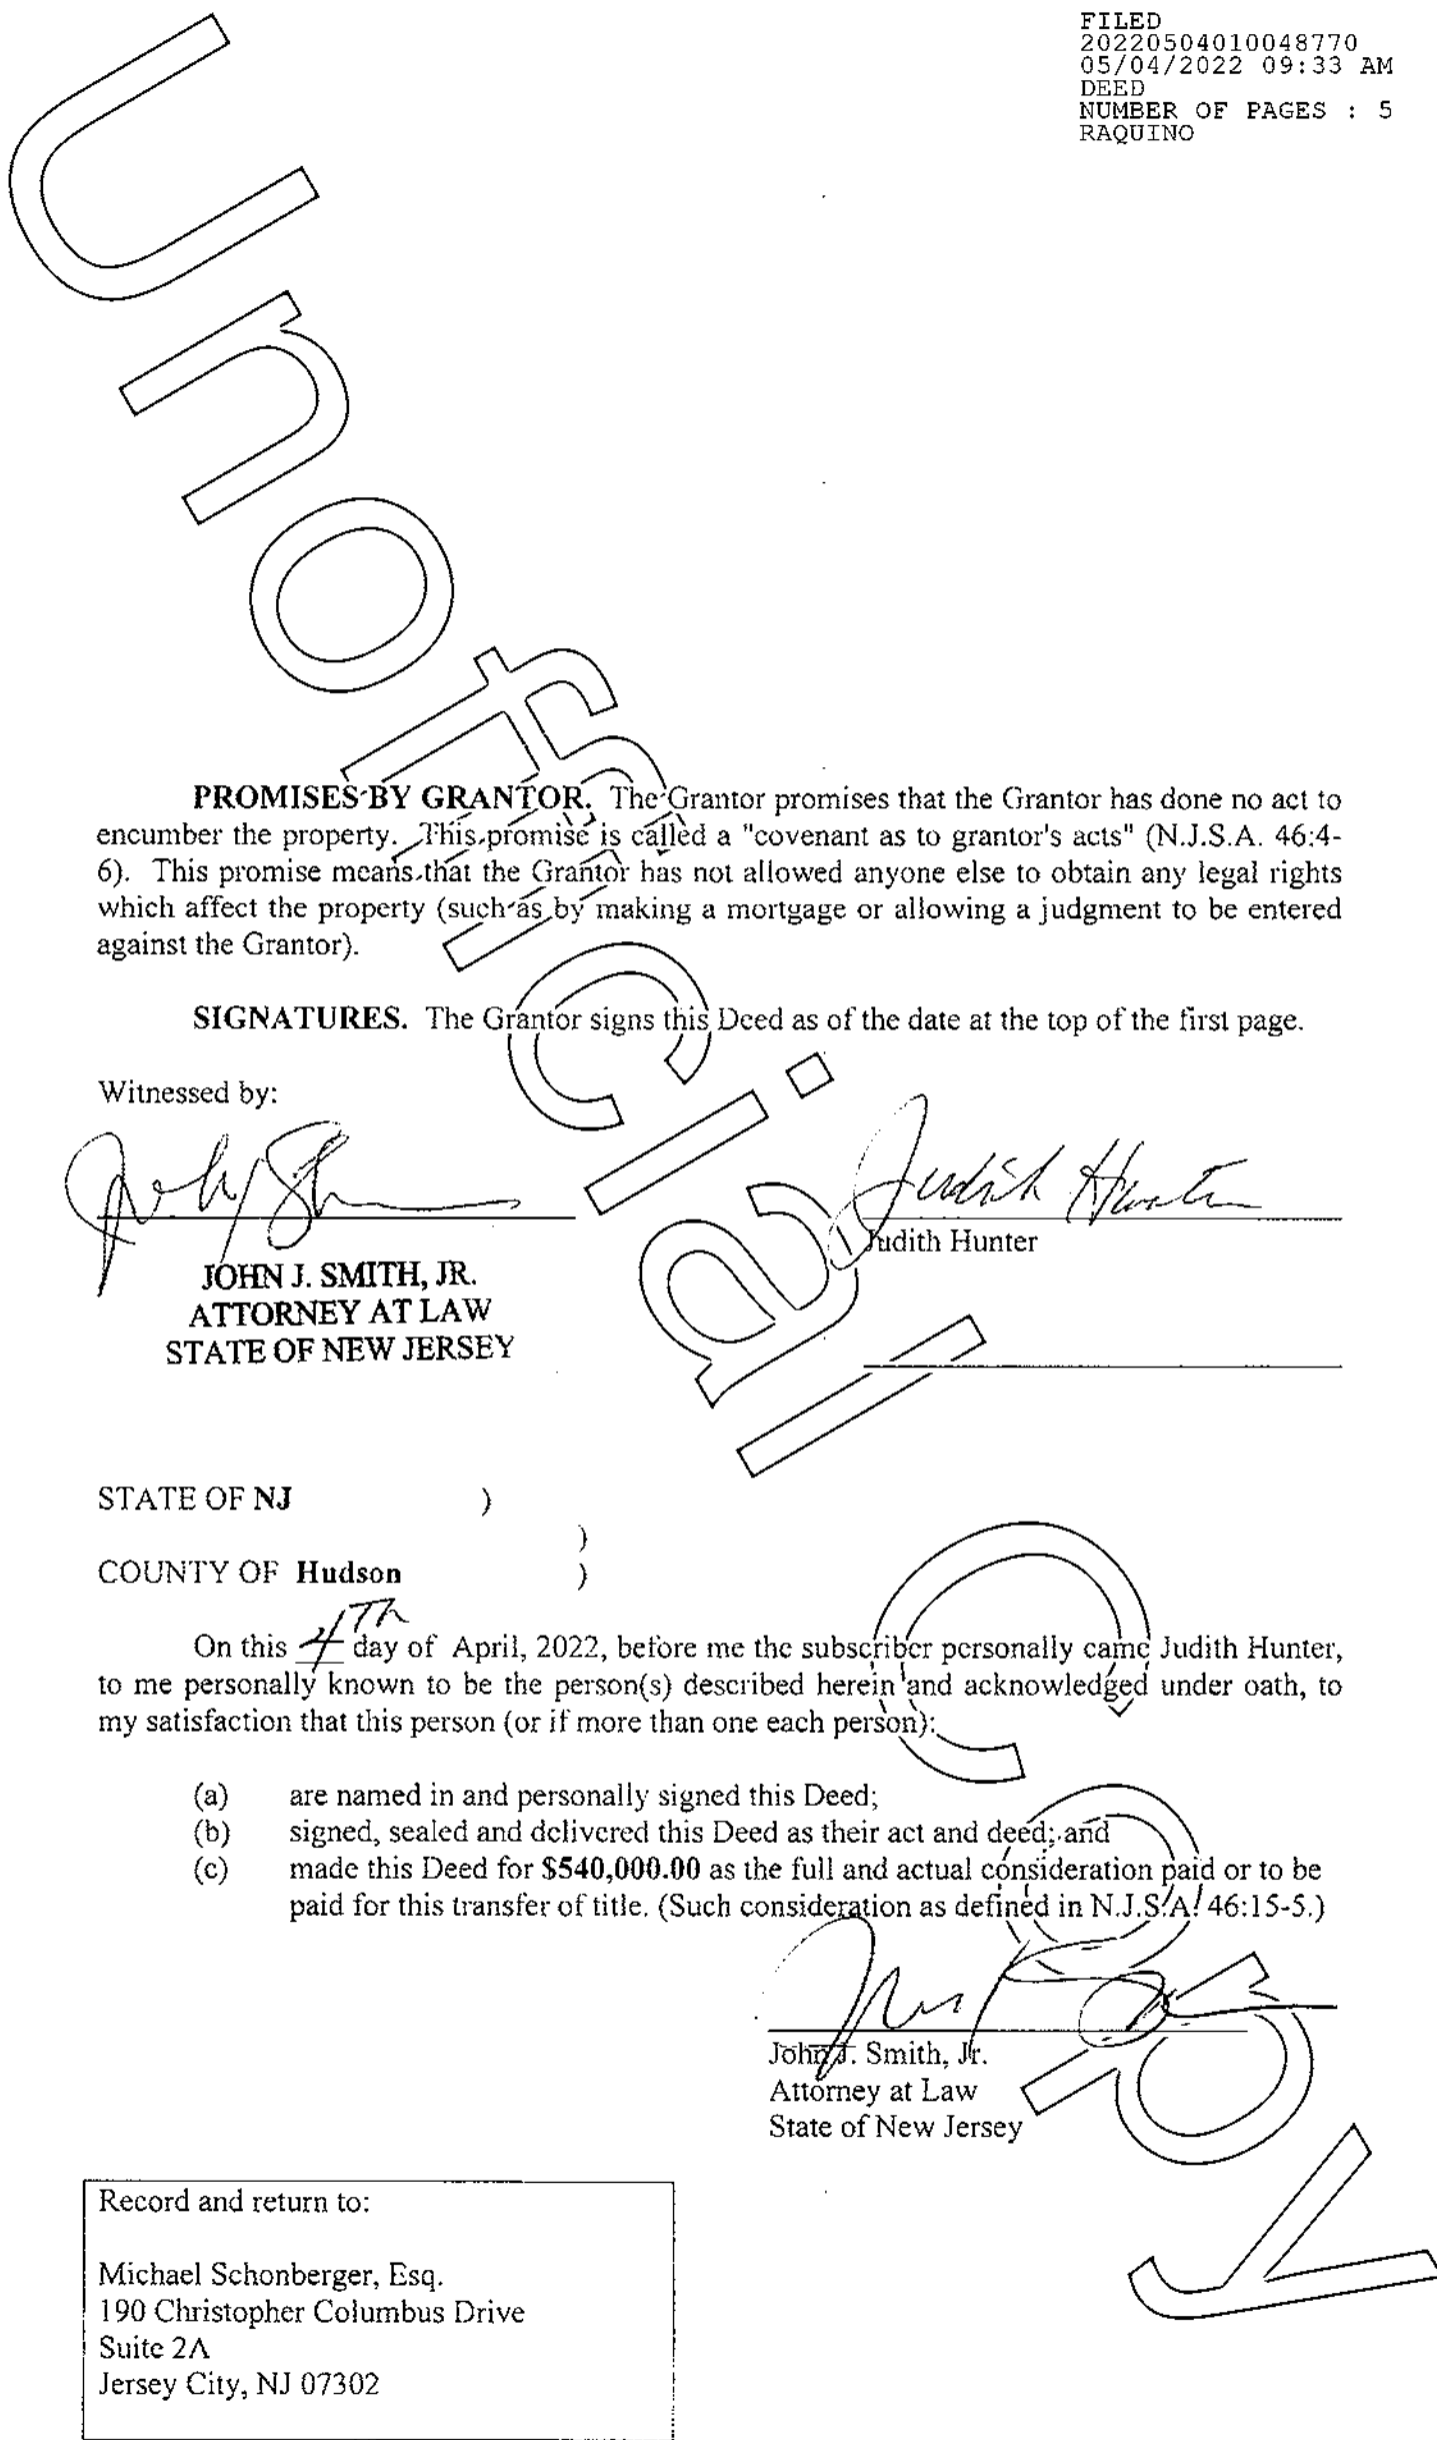 FILED
20220504010048770
05/04/2022 09:33 AM
DEED
NUMBER OF PAGES : 5
RAQUINO
Unofficial Copy
PROMISES BY GRANTOR. The Grantor promises that the Grantor has done no act to
encumber the property. This promise is called a "covenant as to grantor's acts" (N.J.S.A. 46:4-
6). This promise means that the Grantor has not allowed anyone else to obtain any legal rights
which affect the property (such as by making a mortgage or allowing a judgment to be entered
against the Grantor).
SIGNATURES. The Grantor signs this Deed as of the date at the top of the first page.
Witnessed by:
Judith Hunter
Judith Hunter
JOHN J. SMITH, JR.
ATTORNEY AT LAW
STATE OF NEW JERSEY
STATE OF NJ )
)
COUNTY OF Hudson )
On this 4Th day of April, 2022, before me the subscriber personally came Judith Hunter,
to me personally known to be the person(s) described herein and acknowledged under oath, to
my satisfaction that this person (or if more than one each person):
(a) are named in and personally signed this Deed;
(b) signed, sealed and delivered this Deed as their act and deed; and
(c) made this Deed for $540,000.00 as the full and actual consideration paid or to be
paid for this transfer of title. (Such consideration as defined in N.J.S.A. 46:15-5.)
John J. Smith, Jr.
Attorney at Law
State of New Jersey
Record and return to:
Michael Schonberger, Esq.
190 Christopher Columbus Drive
Suite 2A
Jersey City, NJ 07302